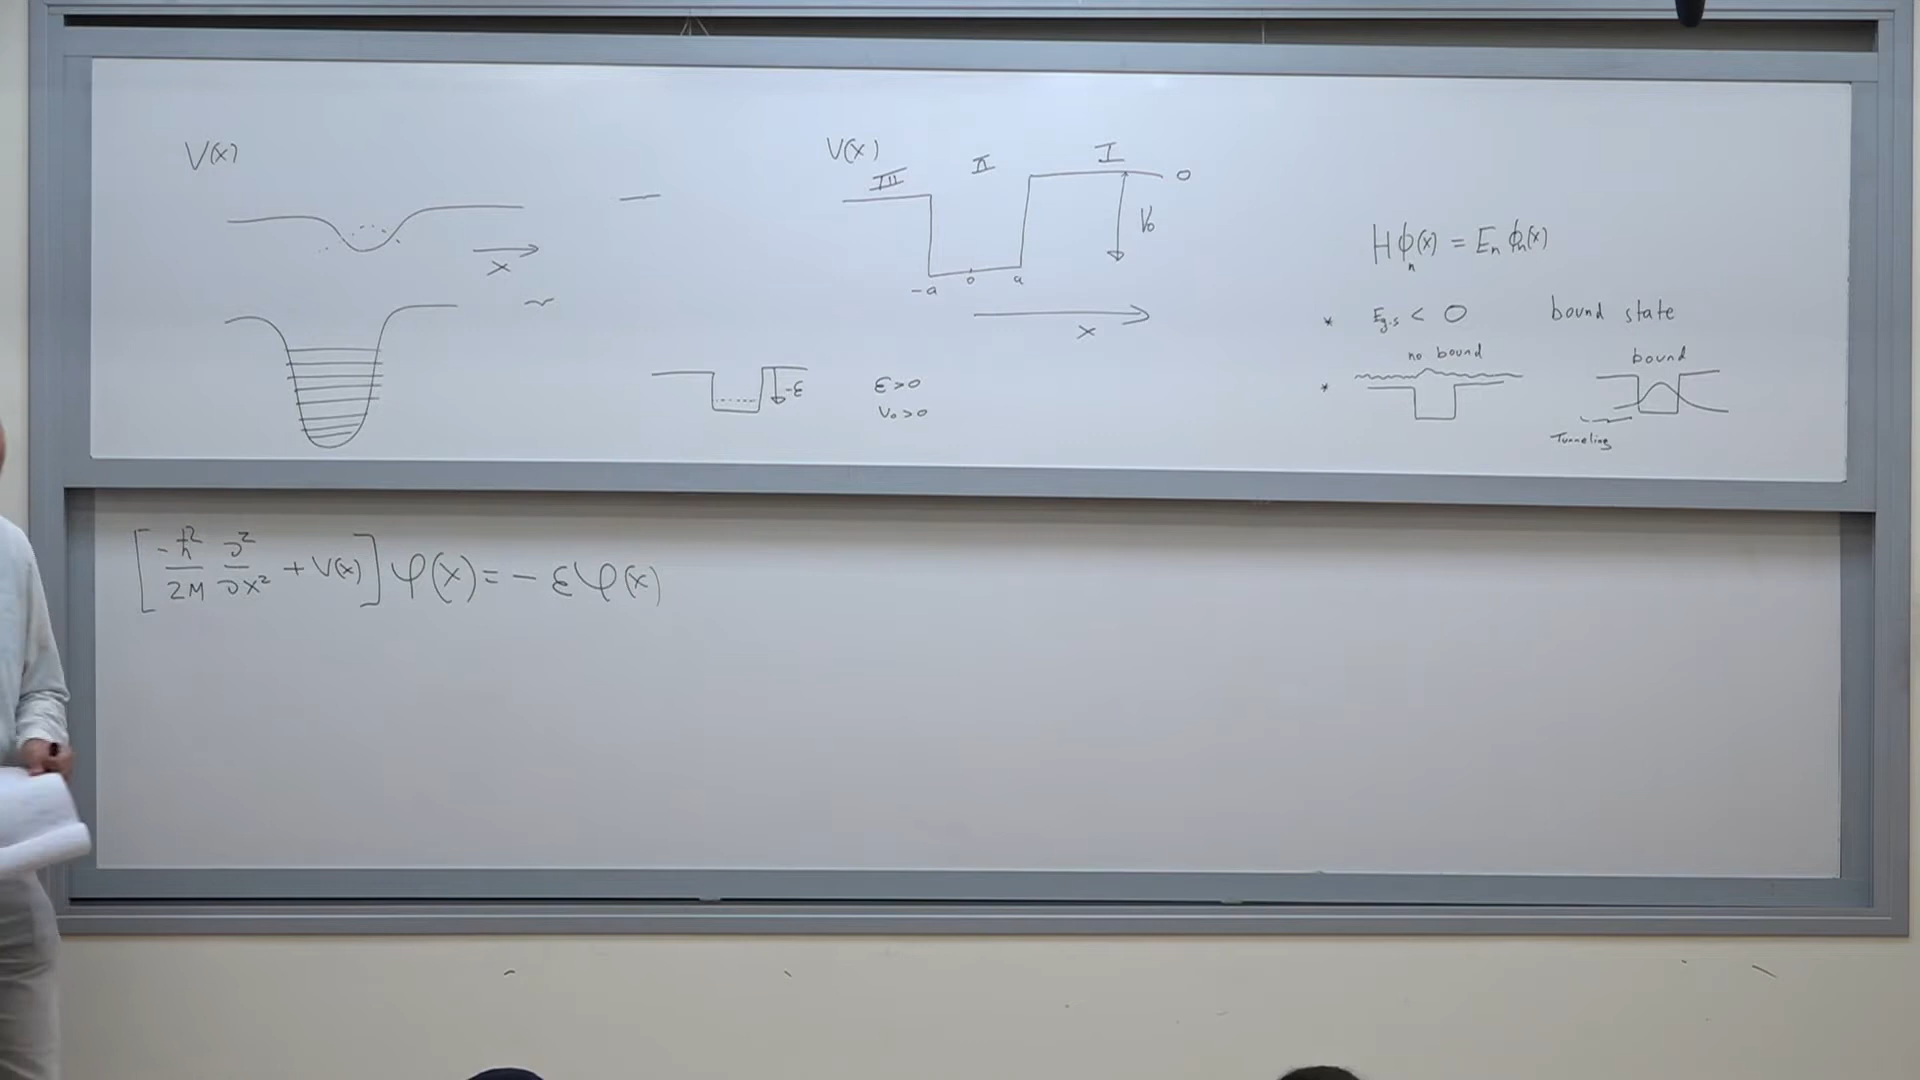 V(x)
x
V(x)
III
II
I
0
V₀
-a
0
a
x
-ε
ε>0
V₀>0
Hϕₙ(x) = Eₙ ϕₙ(x)
* E_g.s < 0 bound state
* no bound
bound
Tunneling
[-ħ²/2M ∂²/∂x² + V(x)] φ(x) = - ε φ(x)